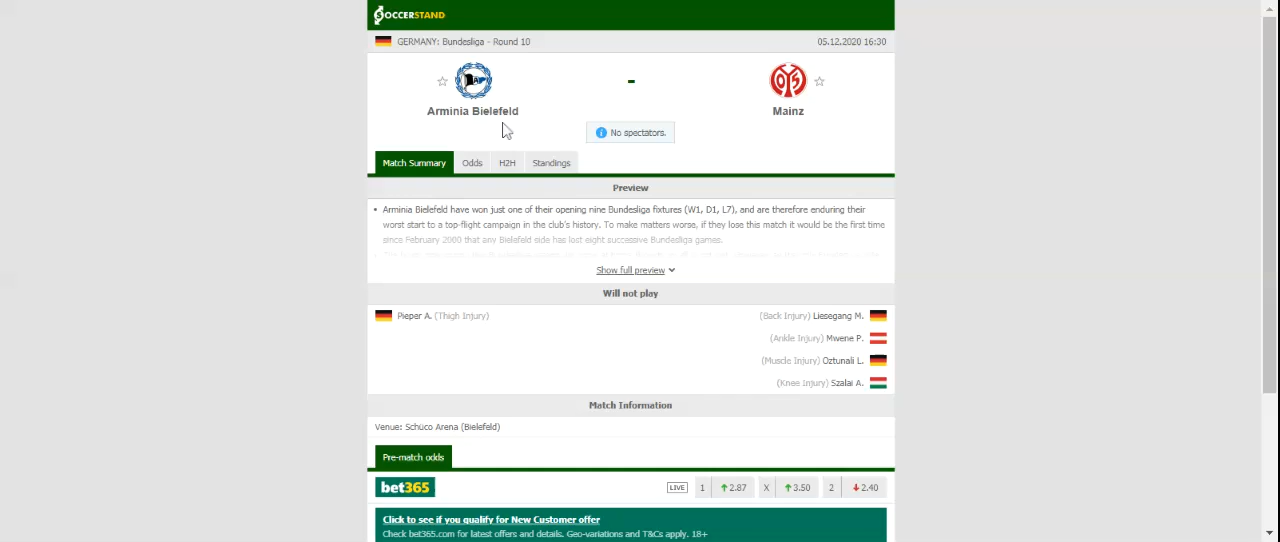 SOCCERSTAND
GERMANY: Bundesliga - Round 10 05.12.2020 16:30
-
Arminia Bielefeld Mainz
No spectators.
Match Summary Odds H2H Standings
Preview
• Arminia Bielefeld have won just one of their opening nine Bundesliga fixtures (W1, D1, L7), and are therefore enduring their
worst start to a top-flight campaign in the club's history. To make matters worse, if they lose this match it would be the first time
since February 2000 that any Bielefeld side has lost eight successive Bundesliga games.
Show full preview
Will not play
Pieper A. (Thigh Injury) (Back Injury) Liesegang M.
(Ankle Injury) Mwene P.
(Muscle Injury) Oztunali L.
(Knee Injury) Szalai A.
Match Information
Venue: Schüco Arena (Bielefeld)
Pre-match odds
bet365 LIVE 1 2.87 X 3.50 2 2.40
Click to see if you qualify for New Customer offer
Check bet365.com for latest offers and details. Geo-variations and T&Cs apply. 18+